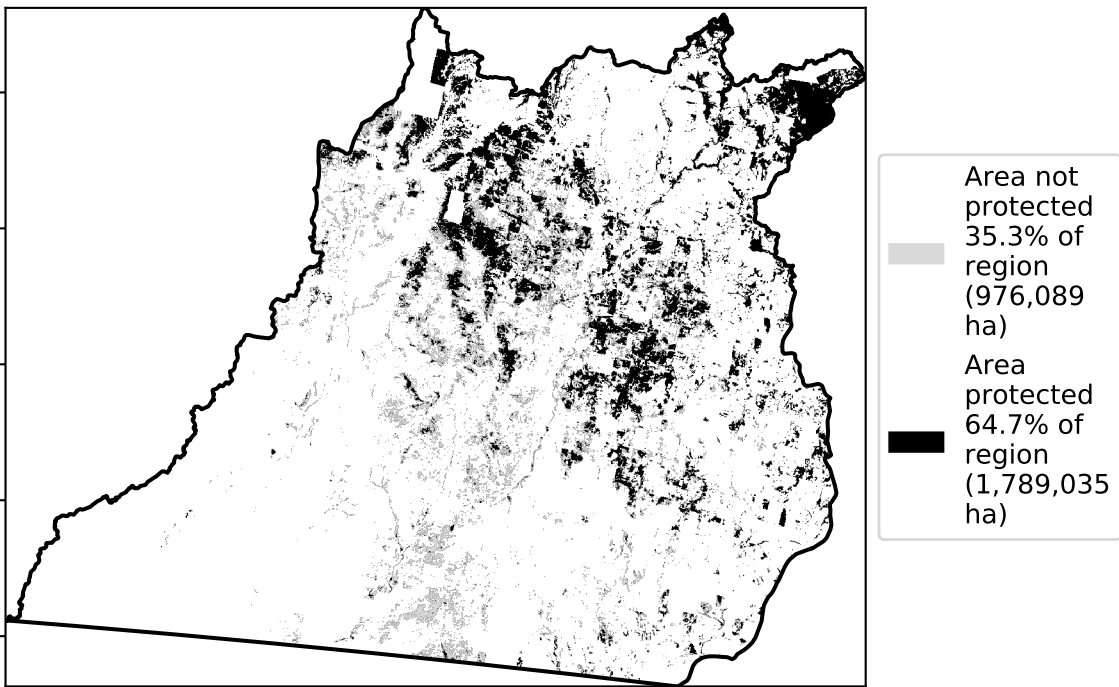 Area not
protected
35.3% of
region
(976,089
ha)
Area
protected
64.7% of
region
(1,789,035
ha)